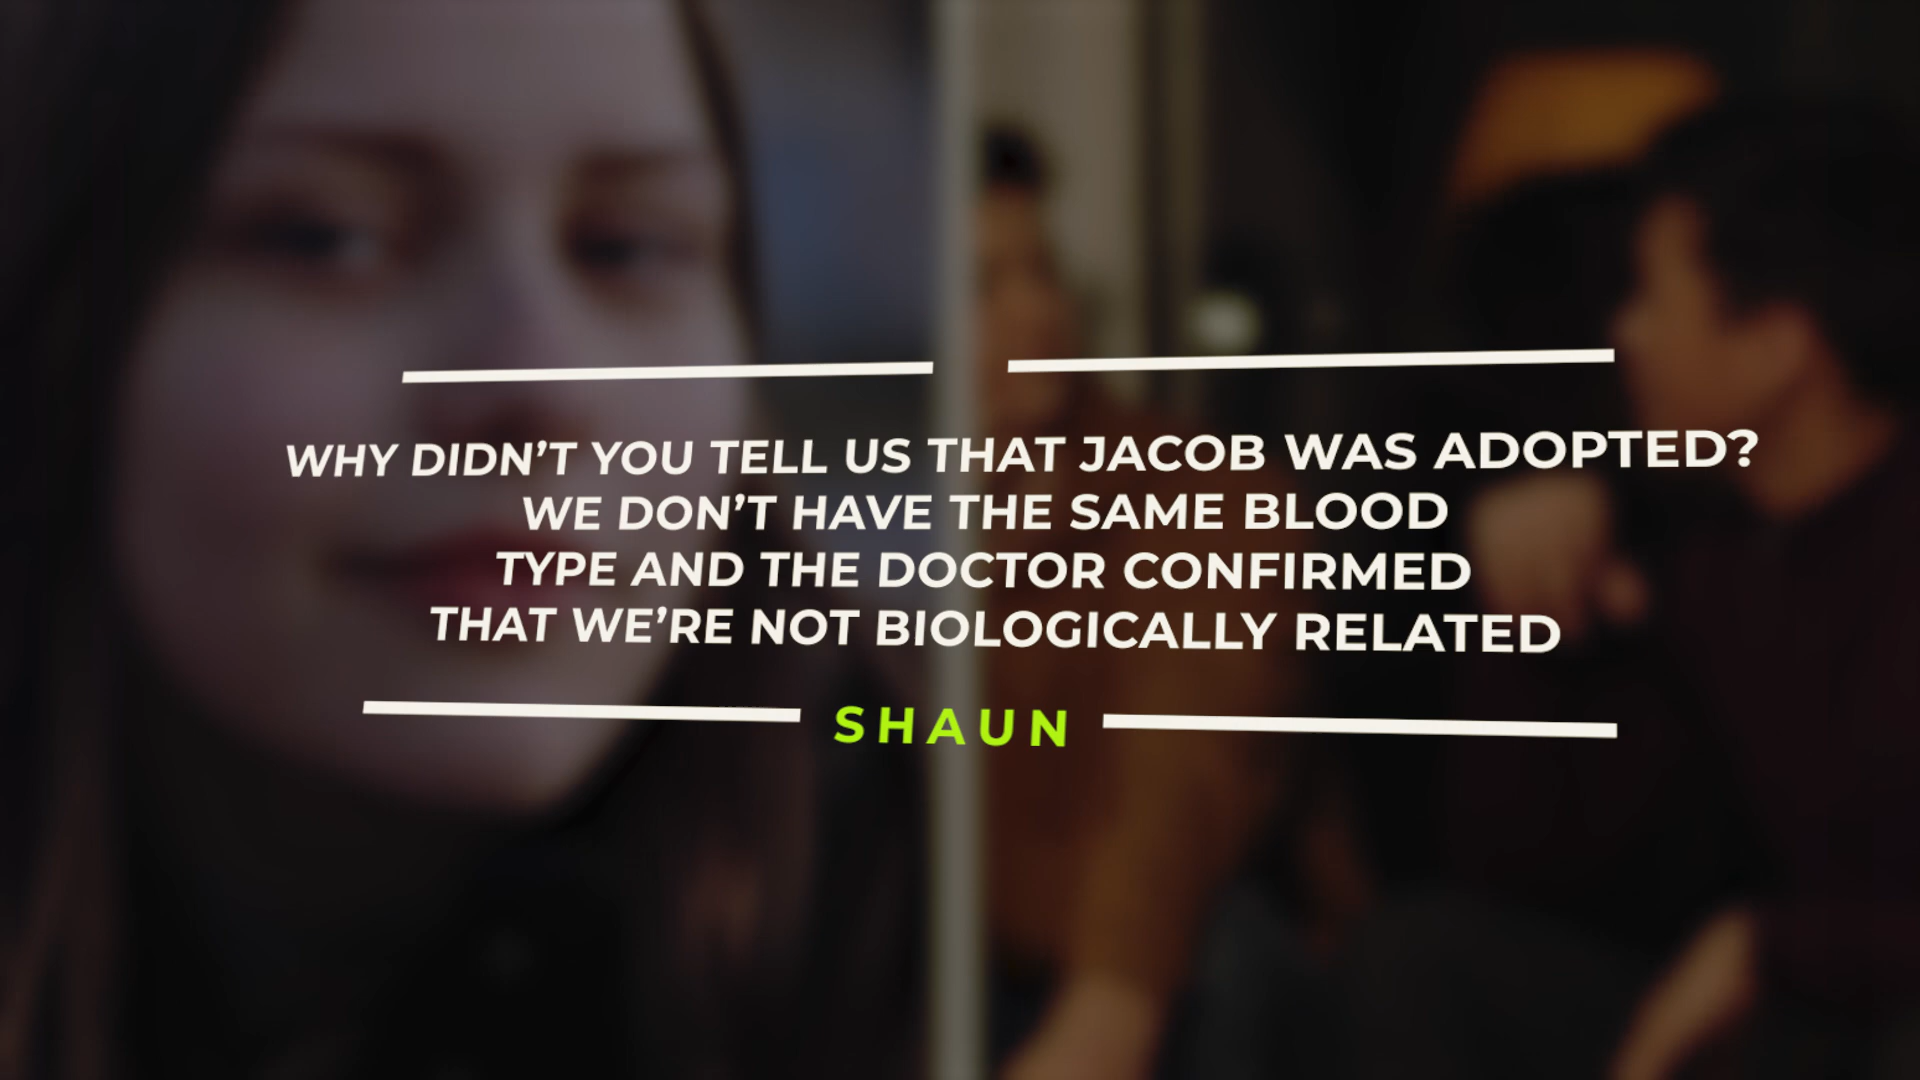 WHY DIDN'T YOU TELL US THAT JACOB WAS ADOPTED?
WE DON'T HAVE THE SAME BLOOD
TYPE AND THE DOCTOR CONFIRMED
THAT WE'RE NOT BIOLOGICALLY RELATED
SHAUN